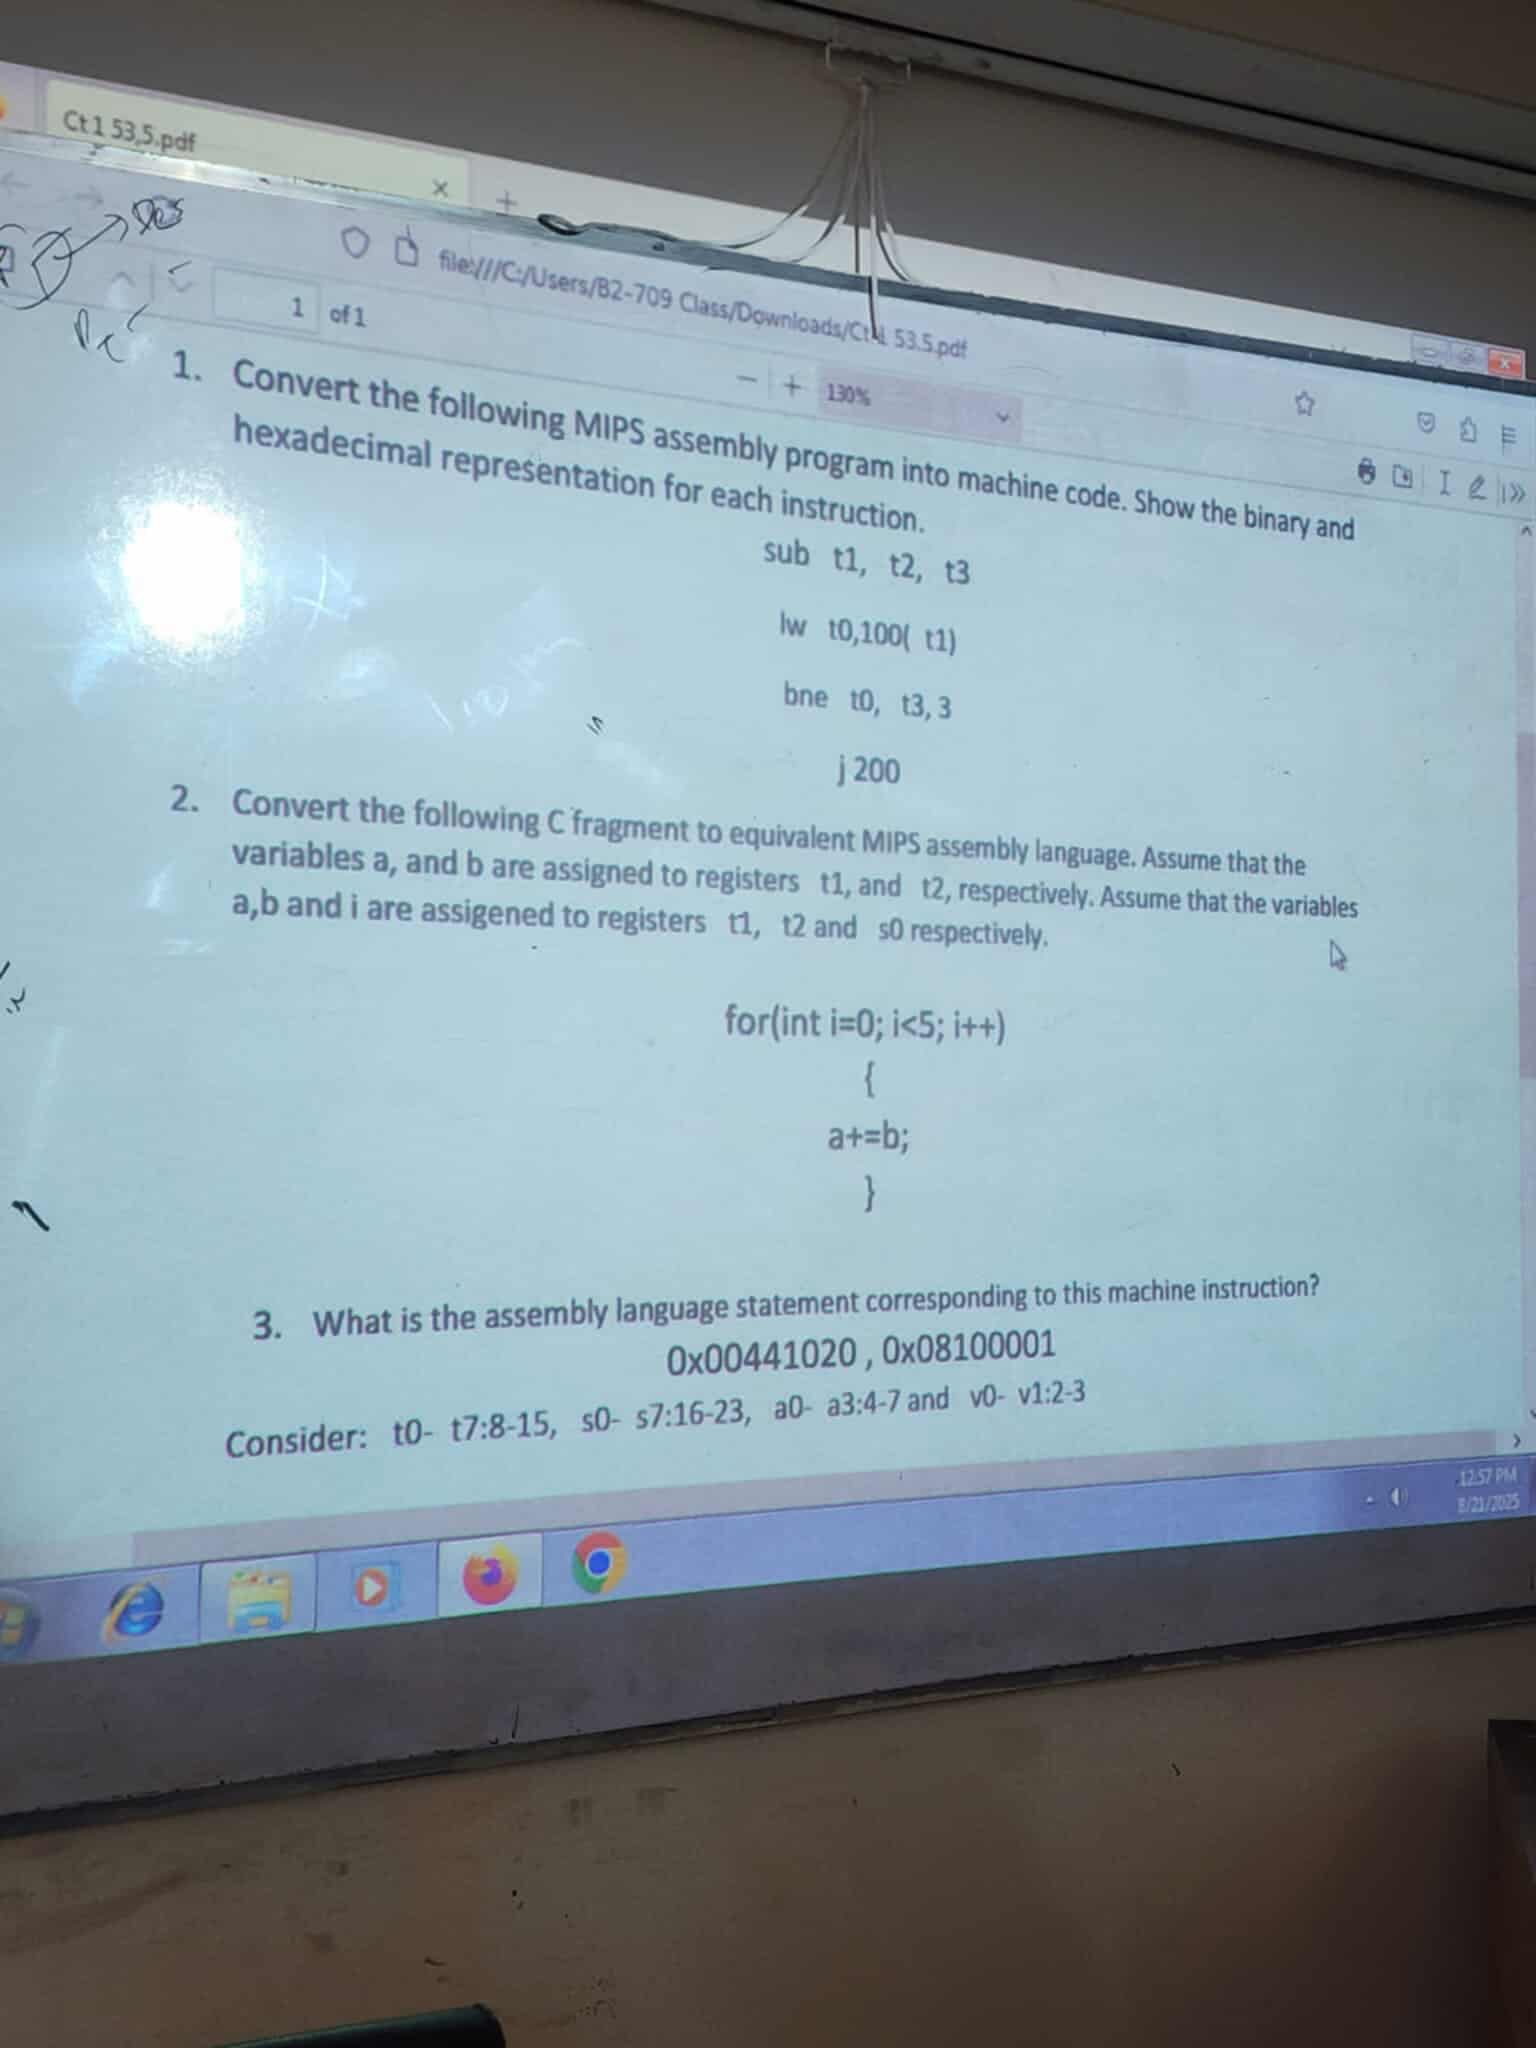 Ct 1 53,5.pdf
file:///C:/Users/B2-709 Class/Downloads/Ct 1 53.5.pdf
1 of 1
130%
1. Convert the following MIPS assembly program into machine code. Show the binary and
hexadecimal representation for each instruction.
sub t1, t2, t3
lw t0,100( t1)
bne t0, t3, 3
j 200
2. Convert the following C fragment to equivalent MIPS assembly language. Assume that the
variables a, and b are assigned to registers t1, and t2, respectively. Assume that the variables
a,b and i are assigened to registers t1, t2 and s0 respectively.
for(int i=0; i<5; i++)
{
a+=b;
}
3. What is the assembly language statement corresponding to this machine instruction?
0x00441020 , 0x08100001
Consider: t0- t7:8-15, s0- s7:16-23, a0- a3:4-7 and v0- v1:2-3
12:57 PM
8/21/2025